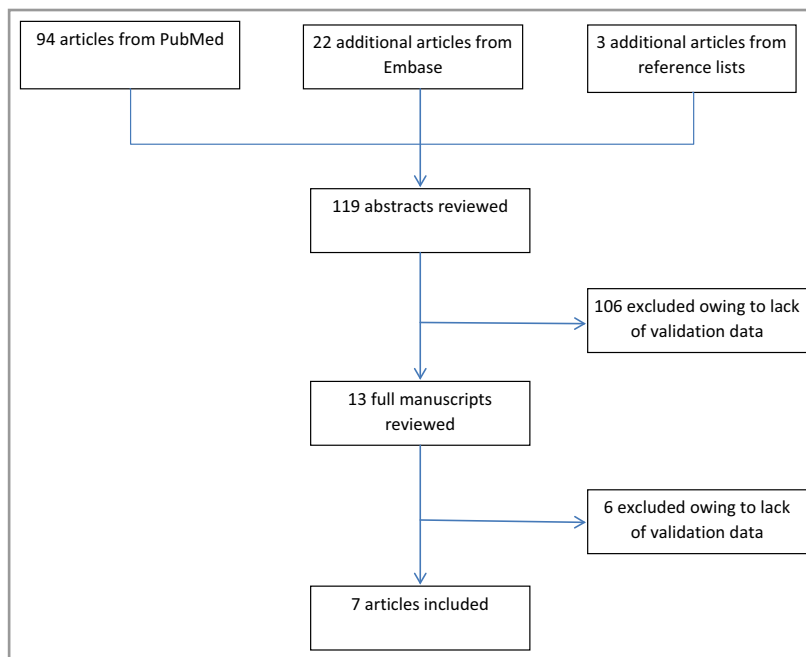 94 articles from PubMed
22 additional articles from
Embase
3 additional articles from
reference lists
119 abstracts reviewed
106 excluded owing to lack
of validation data
13 full manuscripts
reviewed
6 excluded owing to lack
of validation data
7 articles included